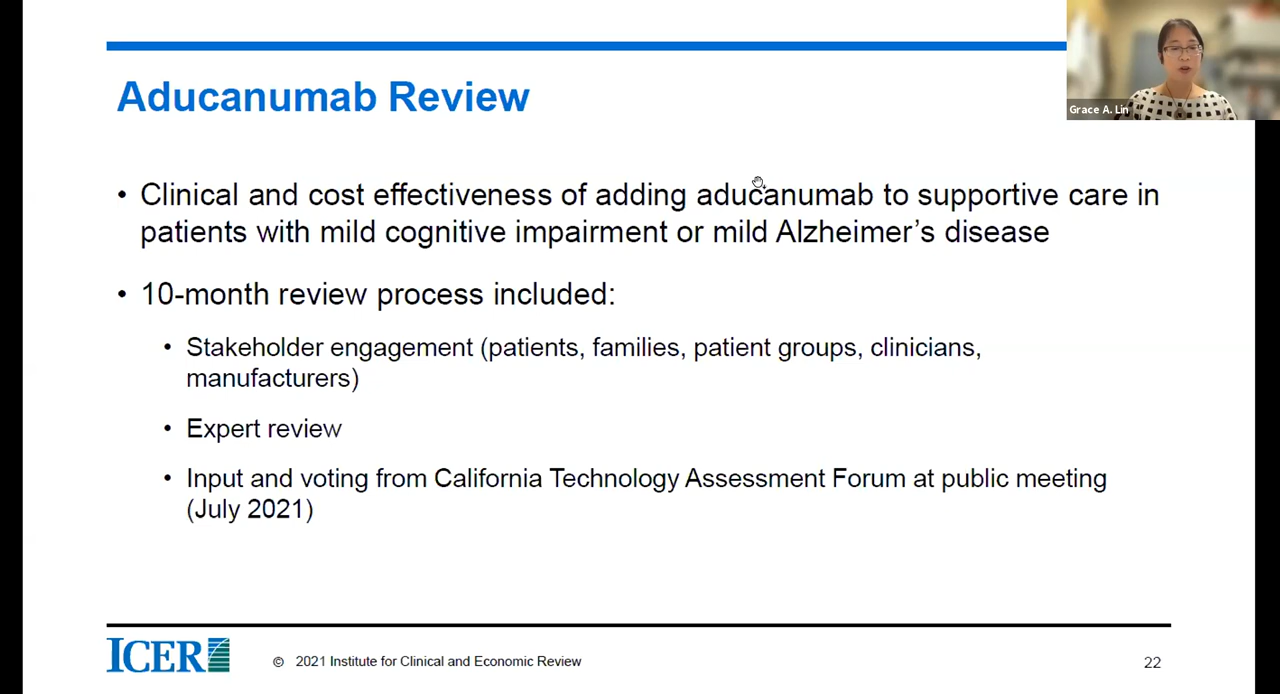 Grace A. Lin
Aducanumab Review
• Clinical and cost effectiveness of adding aducanumab to supportive care in
patients with mild cognitive impairment or mild Alzheimer's disease
• 10-month review process included:
• Stakeholder engagement (patients, families, patient groups, clinicians,
manufacturers)
• Expert review
• Input and voting from California Technology Assessment Forum at public meeting
(July 2021)
ICER
© 2021 Institute for Clinical and Economic Review
22